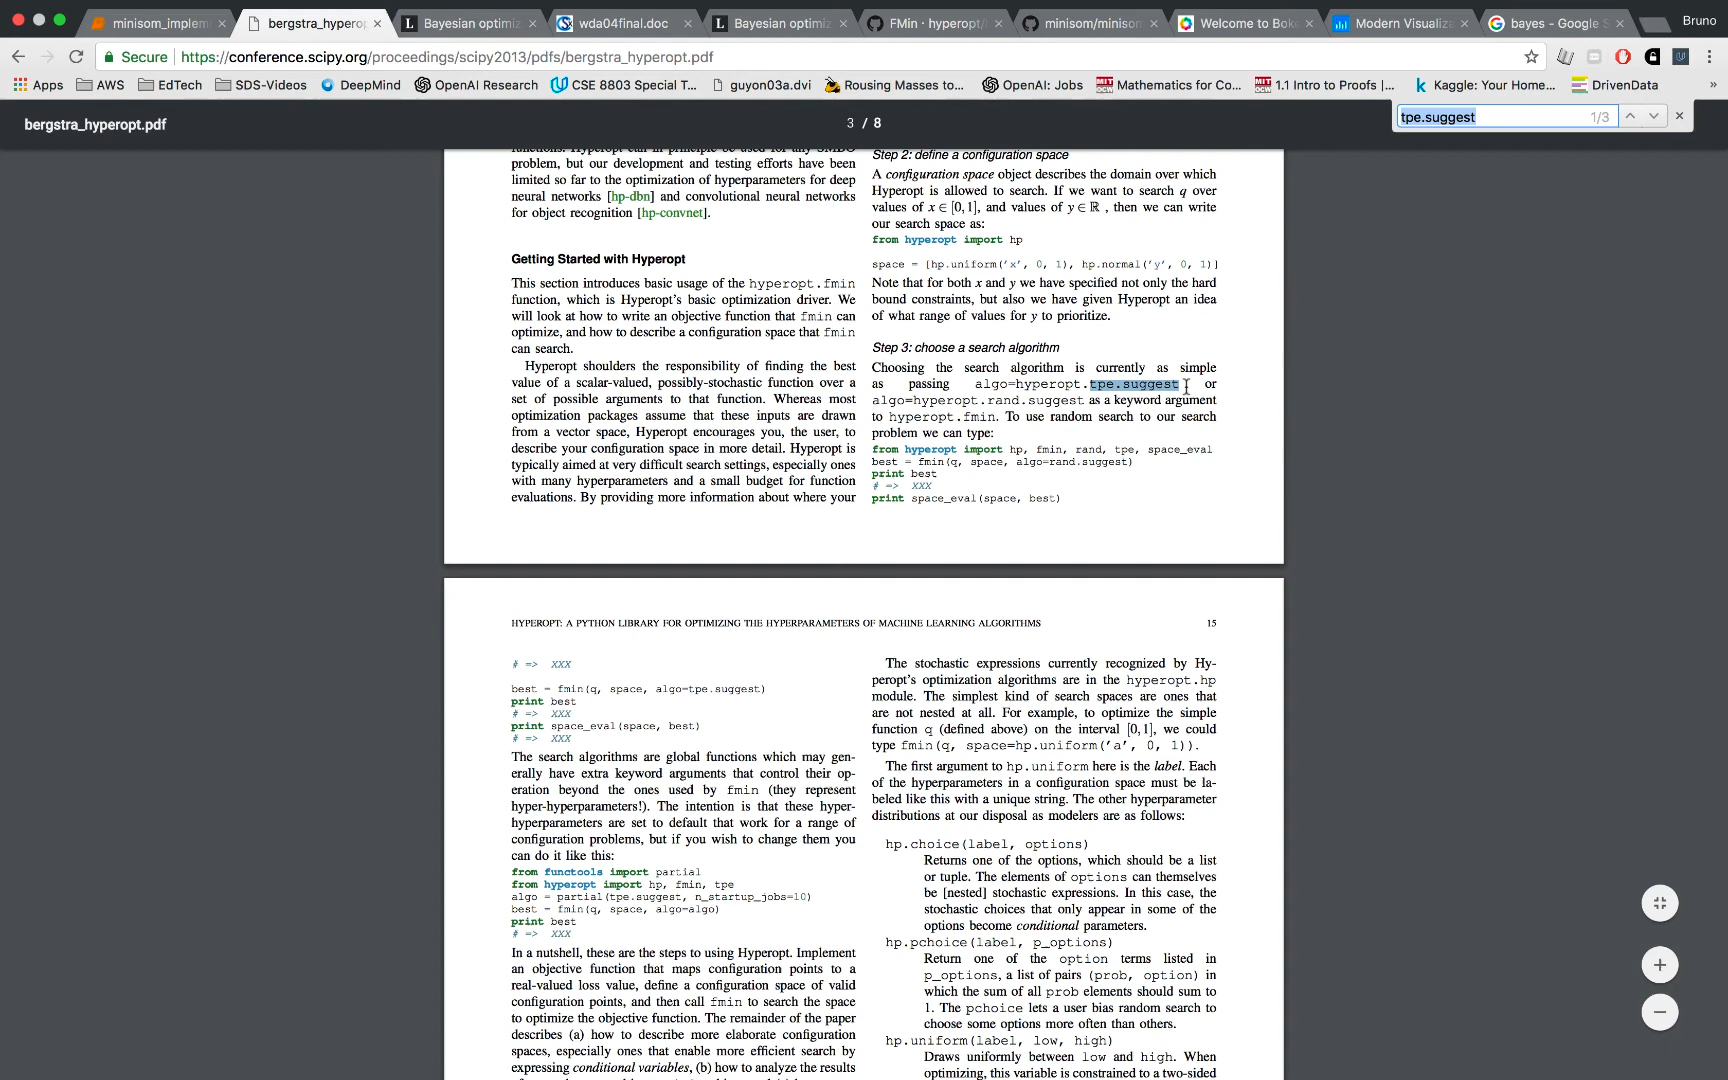 minisom_implem
bergstra_hyperop
Bayesian optimiz
wda04final.doc
Bayesian optimiz
FMin · hyperopt/
minisom/minisom
Welcome to Boke
Modern Visualiza
bayes - Google S
Bruno
Secure https://conference.scipy.org/proceedings/scipy2013/pdfs/bergstra_hyperopt.pdf
Apps AWS EdTech SDS-Videos DeepMind OpenAI Research CSE 8803 Special T... guyon03a.dvi Rousing Masses to... OpenAI: Jobs Mathematics for Co... 1.1 Intro to Proofs |... Kaggle: Your Home... DrivenData »
bergstra_hyperopt.pdf
3 / 8
tpe.suggest 1/3
problem, but our development and testing efforts have been
limited so far to the optimization of hyperparameters for deep
neural networks [hp-dbn] and convolutional neural networks
for object recognition [hp-convnet].
Getting Started with Hyperopt
This section introduces basic usage of the hyperopt.fmin
function, which is Hyperopt's basic optimization driver. We
will look at how to write an objective function that fmin can
optimize, and how to describe a configuration space that fmin
can search.
Hyperopt shoulders the responsibility of finding the best
value of a scalar-valued, possibly-stochastic function over a
set of possible arguments to that function. Whereas most
optimization packages assume that these inputs are drawn
from a vector space, Hyperopt encourages you, the user, to
describe your configuration space in more detail. Hyperopt is
typically aimed at very difficult search settings, especially ones
with many hyperparameters and a small budget for function
evaluations. By providing more information about where your
Step 2: define a configuration space
A configuration space object describes the domain over which
Hyperopt is allowed to search. If we want to search q over
values of x ∈ [0,1], and values of y ∈ ℝ , then we can write
our search space as:
from hyperopt import hp
space = [hp.uniform('x', 0, 1), hp.normal('y', 0, 1)]
Note that for both x and y we have specified not only the hard
bound constraints, but also we have given Hyperopt an idea
of what range of values for y to prioritize.
Step 3: choose a search algorithm
Choosing the search algorithm is currently as simple
as passing algo=hyperopt.tpe.suggest or
algo=hyperopt.rand.suggest as a keyword argument
to hyperopt.fmin. To use random search to our search
problem we can type:
from hyperopt import hp, fmin, rand, tpe, space_eval
best = fmin(q, space, algo=rand.suggest)
print best
# => XXX
print space_eval(space, best)
HYPEROPT: A PYTHON LIBRARY FOR OPTIMIZING THE HYPERPARAMETERS OF MACHINE LEARNING ALGORITHMS
15
# => XXX
best = fmin(q, space, algo=tpe.suggest)
print best
# => XXX
print space_eval(space, best)
# => XXX
The search algorithms are global functions which may gen-
erally have extra keyword arguments that control their op-
eration beyond the ones used by fmin (they represent
hyper-hyperparameters!). The intention is that these hyper-
hyperparameters are set to default that work for a range of
configuration problems, but if you wish to change them you
can do it like this:
from functools import partial
from hyperopt import hp, fmin, tpe
algo = partial(tpe.suggest, n_startup_jobs=10)
best = fmin(q, space, algo=algo)
print best
# => XXX
In a nutshell, these are the steps to using Hyperopt. Implement
an objective function that maps configuration points to a
real-valued loss value, define a configuration space of valid
configuration points, and then call fmin to search the space
to optimize the objective function. The remainder of the paper
describes (a) how to describe more elaborate configuration
spaces, especially ones that enable more efficient search by
expressing conditional variables, (b) how to analyze the results
The stochastic expressions currently recognized by Hy-
peropt's optimization algorithms are in the hyperopt.hp
module. The simplest kind of search spaces are ones that
are not nested at all. For example, to optimize the simple
function q (defined above) on the interval [0,1], we could
type fmin(q, space=hp.uniform('a', 0, 1)).
The first argument to hp.uniform here is the label. Each
of the hyperparameters in a configuration space must be la-
beled like this with a unique string. The other hyperparameter
distributions at our disposal as modelers are as follows:
hp.choice(label, options)
Returns one of the options, which should be a list
or tuple. The elements of options can themselves
be [nested] stochastic expressions. In this case, the
stochastic choices that only appear in some of the
options become conditional parameters.
hp.pchoice(label, p_options)
Return one of the option terms listed in
p_options, a list of pairs (prob, option) in
which the sum of all prob elements should sum to
1. The pchoice lets a user bias random search to
choose some options more often than others.
hp.uniform(label, low, high)
Draws uniformly between low and high. When
optimizing, this variable is constrained to a two-sided